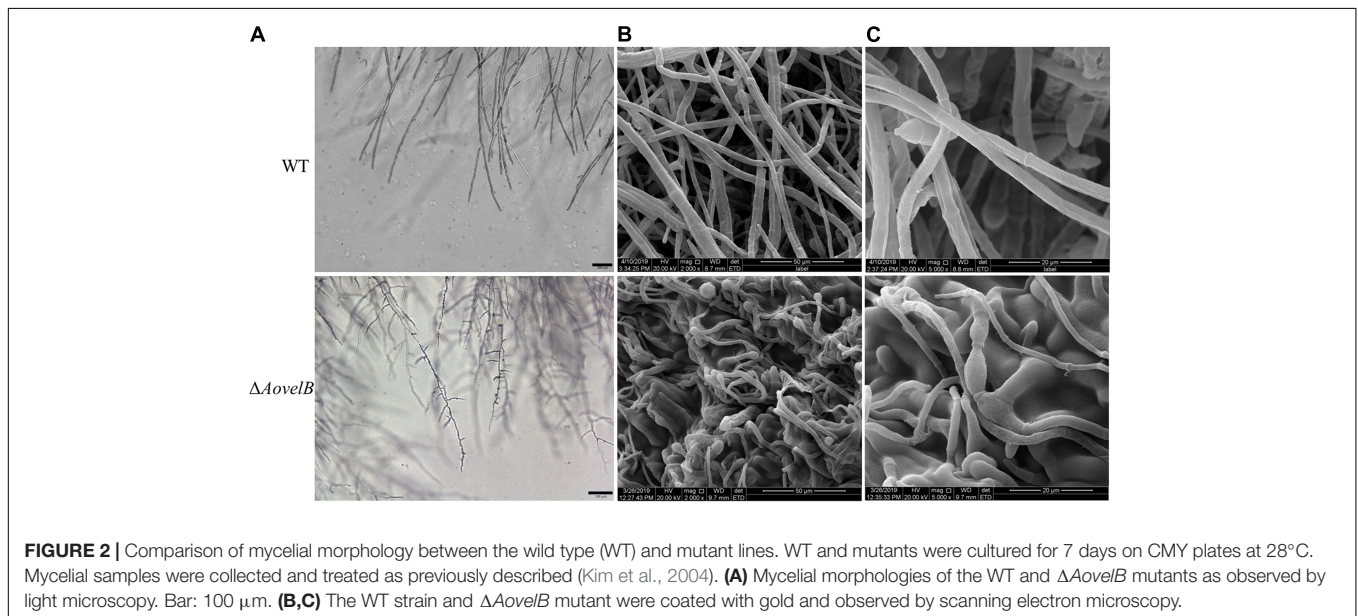 A
B
C
WT
4/10/2019 HV mag □ WD det 50 µm
3:34:25 PM 20.00 kV 2 000 x 8.7 mm ETD label
4/10/2019 HV mag □ WD det 20 µm
2:37:24 PM 20.00 kV 5 000 x 8.8 mm ETD label
ΔAovelB
3/26/2019 HV mag □ WD det 50 µm
12:27:43 PM 20.00 kV 2 000 x 9.7 mm ETD
3/26/2019 HV mag □ WD det 20 µm
12:35:33 PM 20.00 kV 5 000 x 9.7 mm ETD
FIGURE 2 | Comparison of mycelial morphology between the wild type (WT) and mutant lines. WT and mutants were cultured for 7 days on CMY plates at 28°C.
Mycelial samples were collected and treated as previously described (Kim et al., 2004). (A) Mycelial morphologies of the WT and ΔAovelB mutants as observed by
light microscopy. Bar: 100 μm. (B,C) The WT strain and ΔAovelB mutant were coated with gold and observed by scanning electron microscopy.